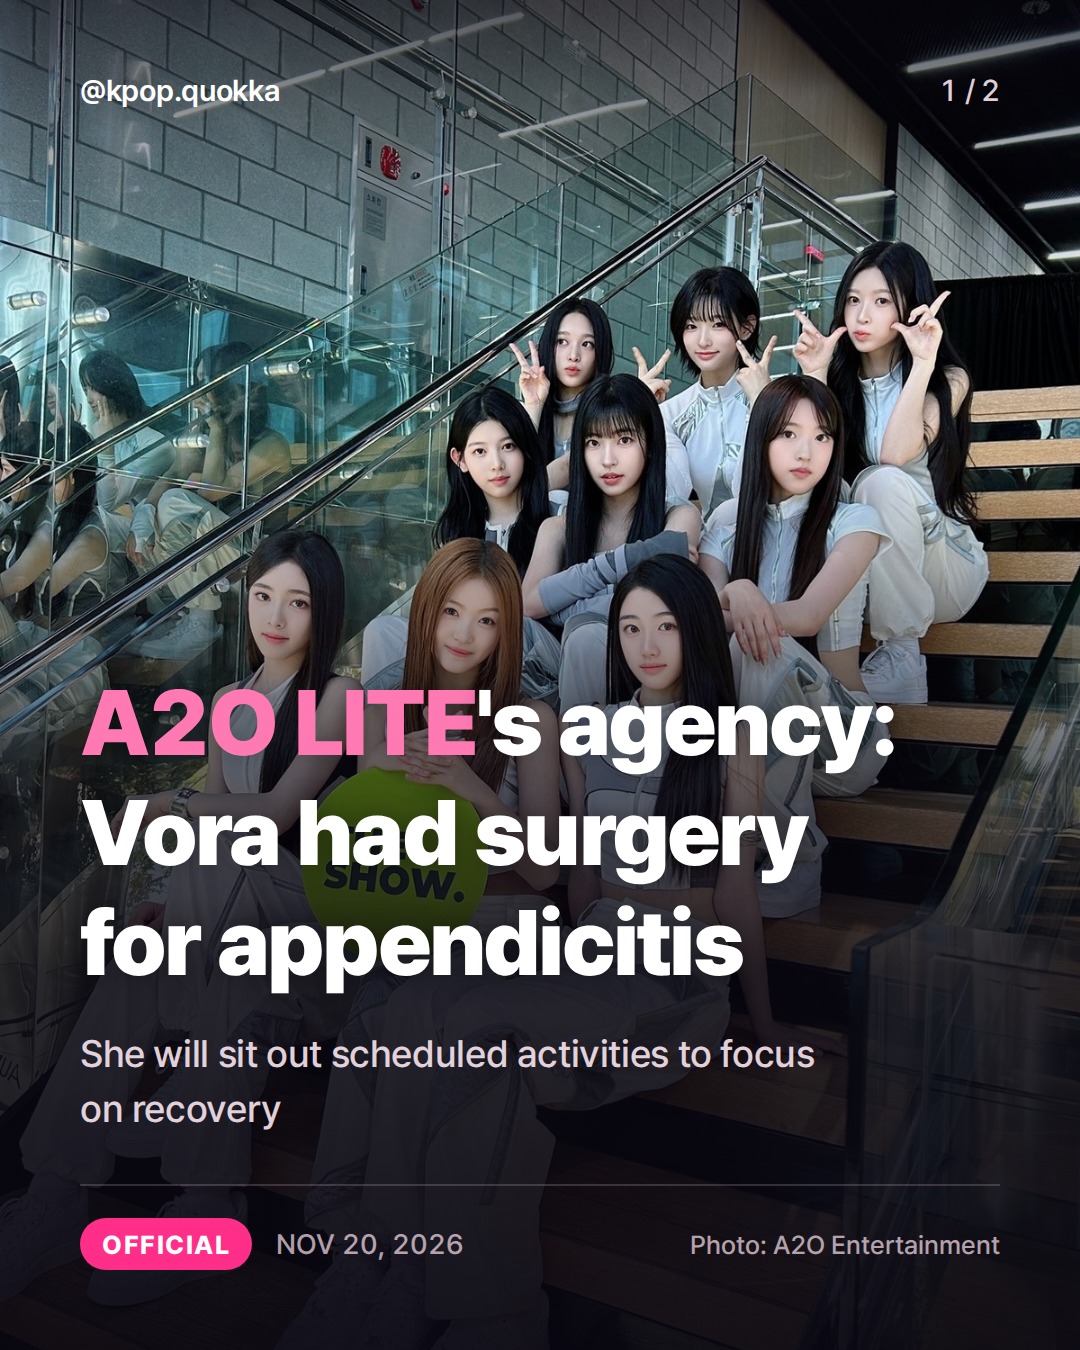 @kpop.quokka
1 / 2
A2O LITE's agency:
Vora had surgery
for appendicitis
SHOW.
She will sit out scheduled activities to focus
on recovery
OFFICIAL
NOV 20, 2026
Photo: A2O Entertainment